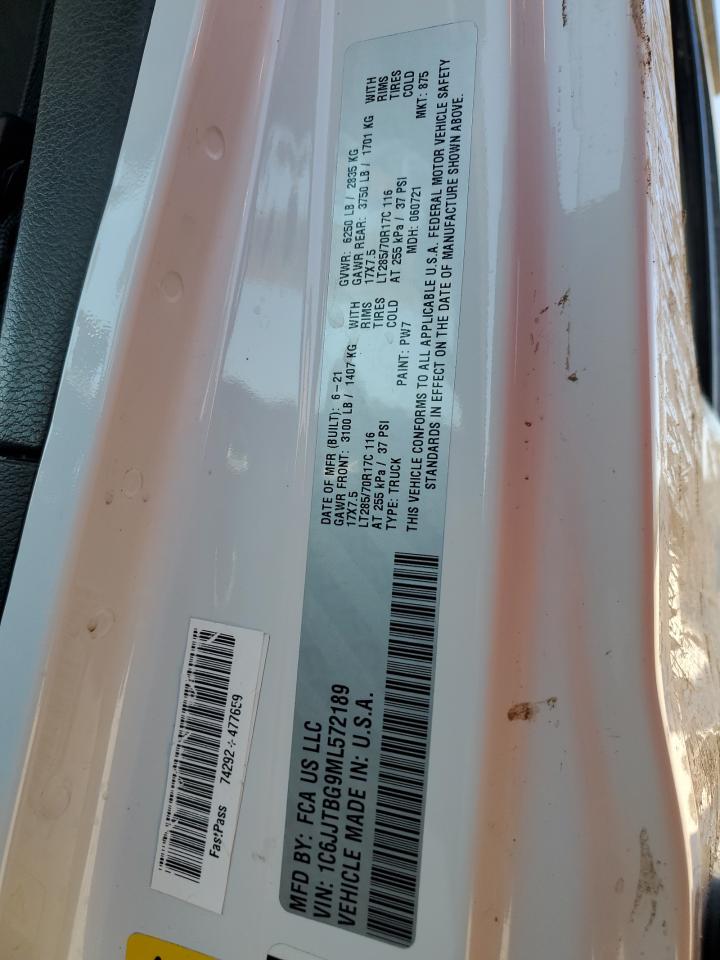 FastPass 74292÷477659
MFD BY: FCA US LLC
VIN: 1C6JJTBG9ML572189
VEHICLE MADE IN: U.S.A.
DATE OF MFR (BUILT): 6-21 GVWR: 6250 LB / 2835 KG
GAWR FRONT: 3100 LB / 1407 KG WITH GAWR REAR: 3750 LB / 1701 KG WITH
17X7.5 RIMS 17X7.5 RIMS
LT285/70R17C 116 TIRES LT285/70R17C 116 TIRES
AT 255 kPa / 37 PSI COLD AT 255 kPa / 37 PSI COLD
TYPE: TRUCK PAINT: PW7 MDH: 060721 MKT: 875
THIS VEHICLE CONFORMS TO ALL APPLICABLE U.S.A. FEDERAL MOTOR VEHICLE SAFETY
STANDARDS IN EFFECT ON THE DATE OF MANUFACTURE SHOWN ABOVE.